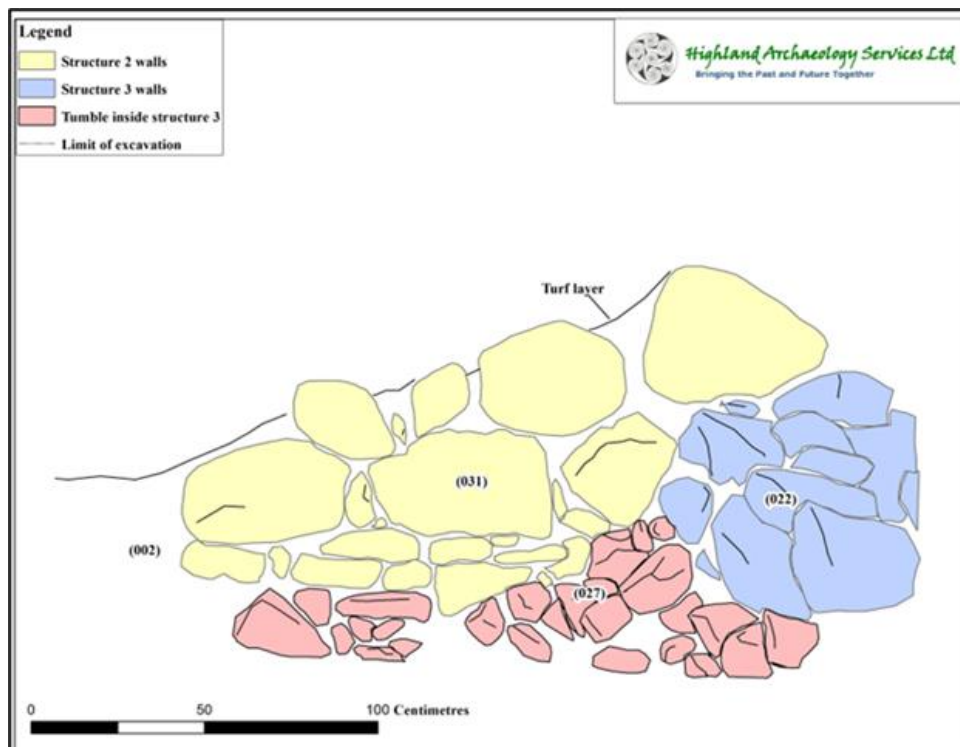 Legend
Structure 2 walls
Structure 3 walls
Tumble inside structure 3
Limit of excavation
Highland Archaeology Services Ltd
Bringing the Past and Future Together
Turf layer
(031)
(022)
(002)
(027)
0 50 100 Centimetres